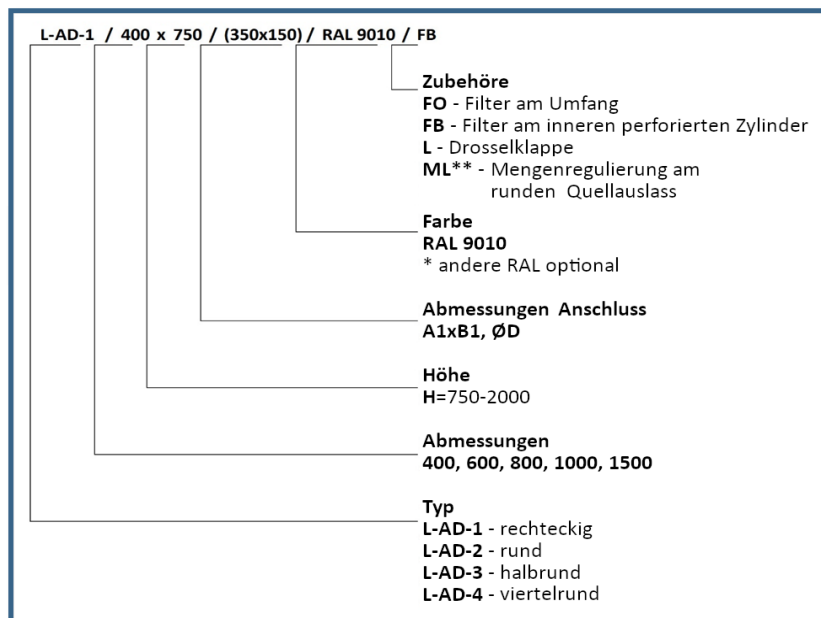 L-AD-1 / 400 x 750 / (350x150) / RAL 9010 / FB
Zubehöre
FO - Filter am Umfang
FB - Filter am inneren perforierten Zylinder
L - Drosselklappe
ML** - Mengenregulierung am
runden Quellauslass
Farbe
RAL 9010
* andere RAL optional
Abmessungen Anschluss
A1xB1, ØD
Höhe
H=750-2000
Abmessungen
400, 600, 800, 1000, 1500
Typ
L-AD-1 - rechteckig
L-AD-2 - rund
L-AD-3 - halbrund
L-AD-4 - viertelrund